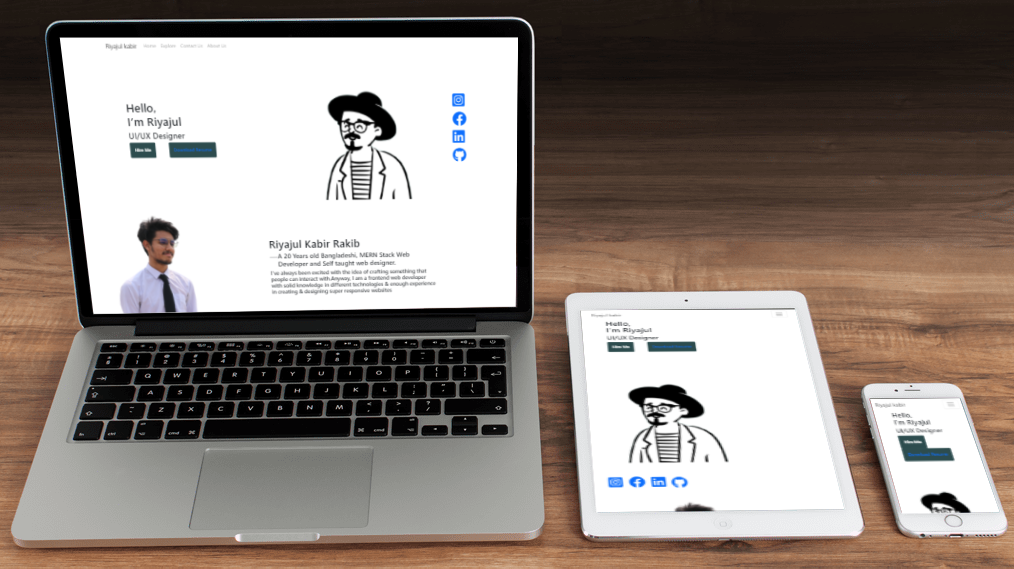 Riyajul kabir Home Explore Contact Us About Us
Hello,
I'm Riyajul
UI/UX Designer
Hire Me
Riyajul Kabir Rakib
—A 20 Years old Bangladeshi, MERN Stack Web
Developer and Self taught web designer.
I've always been excited with the idea of crafting something that
people can interact with.Anyway, I am a frontend web developer
with solid knowledge in different technologies & enough experience
in creating & designing super responsive websites
Riyajul kabir
Hello,
I'm Riyajul
UI/UX Designer
Hire Me
Riyajul kabir
Hello,
I'm Riyajul
UI/UX Designer
Hire Me
Q W E R T Y U I O P
A S D F G H J K L
Z X C V B N M
fn ctrl cmd cmd